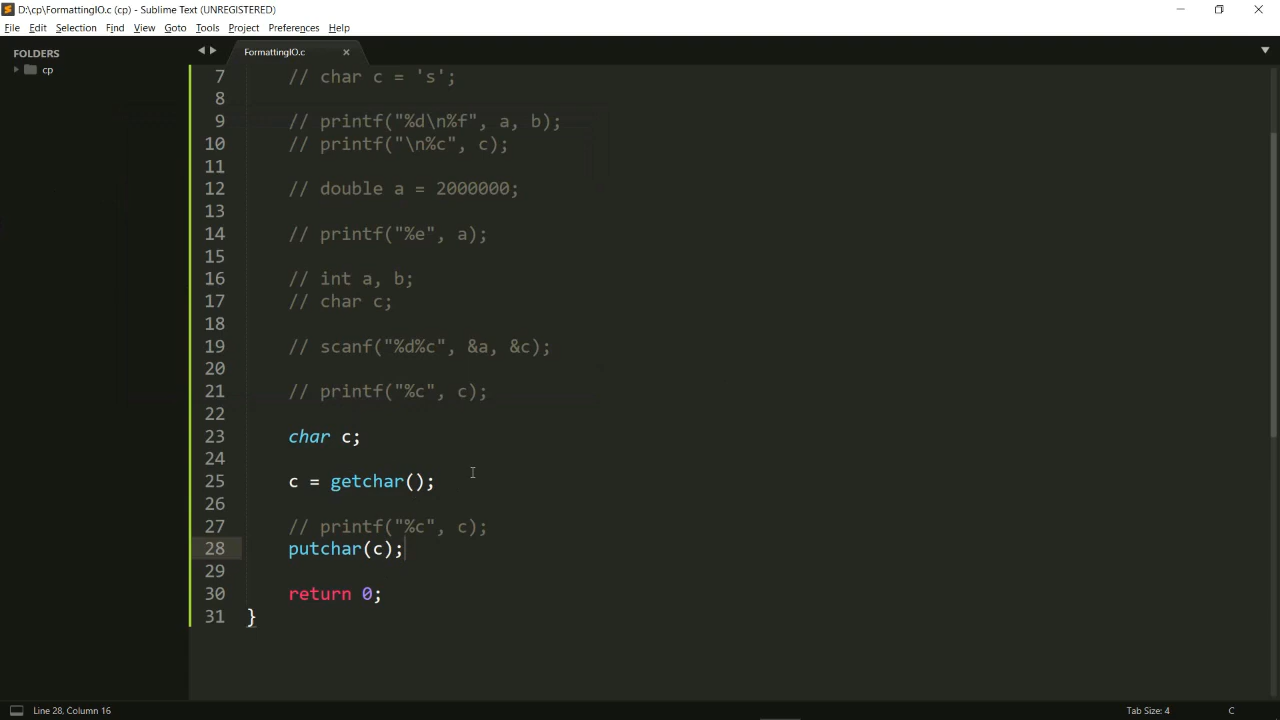 D:\cp\FormattingIO.c (cp) - Sublime Text (UNREGISTERED)
File Edit Selection Find View Goto Tools Project Preferences Help
FOLDERS
cp
FormattingIO.c
7 // char c = 's';
8
9 // printf("%d\n%f", a, b);
10 // printf("\n%c", c);
11
12 // double a = 2000000;
13
14 // printf("%e", a);
15
16 // int a, b;
17 // char c;
18
19 // scanf("%d%c", &a, &c);
20
21 // printf("%c", c);
22
23 char c;
24
25 c = getchar();
26
27 // printf("%c", c);
28 putchar(c);
29
30 return 0;
31 }
Line 28, Column 16
Tab Size: 4
C